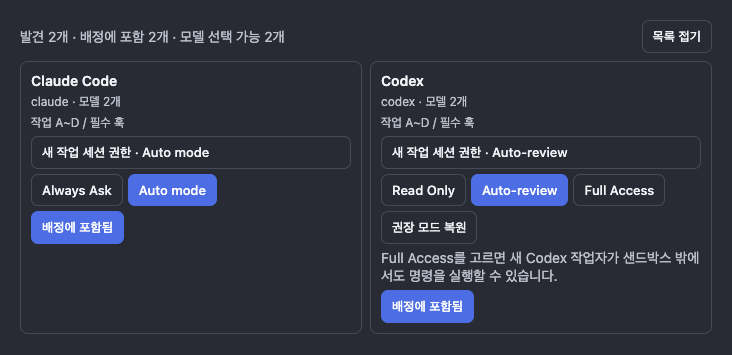 발견 2개 · 배정에 포함 2개 · 모델 선택 가능 2개
목록 접기
Claude Code
claude · 모델 2개
작업 A~D / 필수 훅
새 작업 세션 권한 · Auto mode
Always Ask
Auto mode
배정에 포함됨
Codex
codex · 모델 2개
작업 A~D / 필수 훅
새 작업 세션 권한 · Auto-review
Read Only
Auto-review
Full Access
권장 모드 복원
Full Access를 고르면 새 Codex 작업자가 샌드박스 밖에
서도 명령을 실행할 수 있습니다.
배정에 포함됨